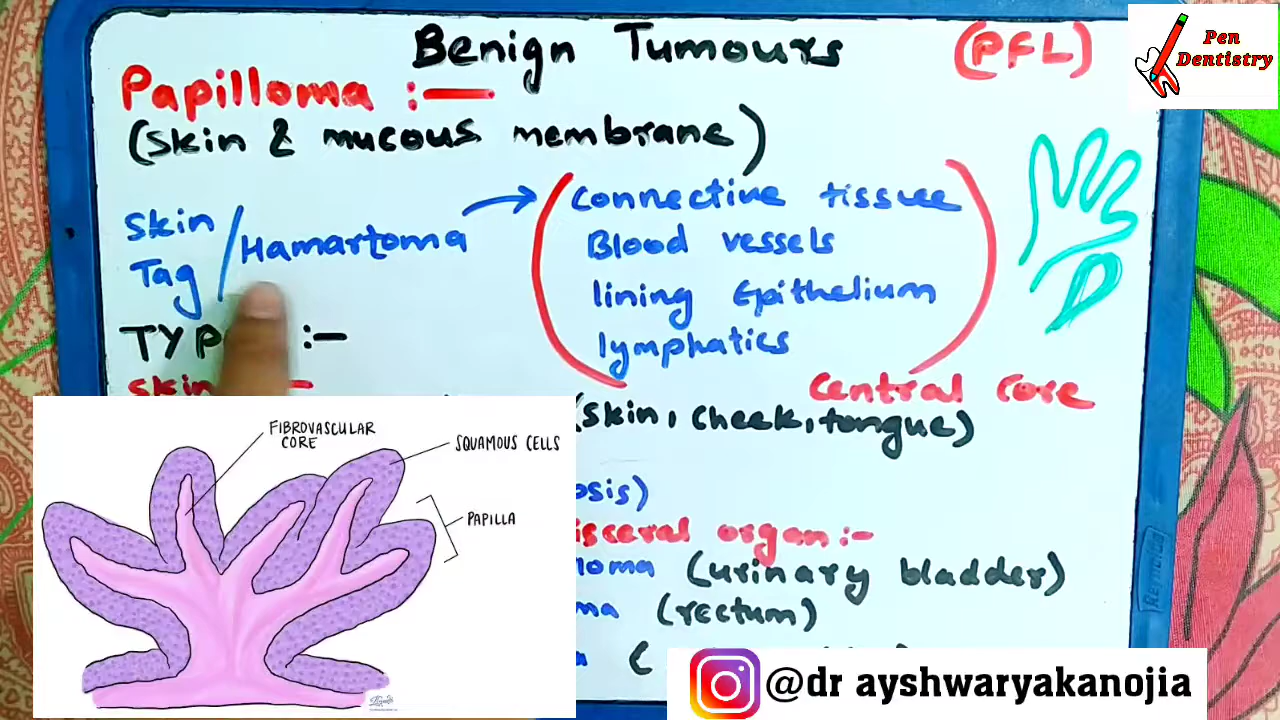 Benign Tumours (PFL)
Pen
Dentistry
Papilloma :—
(Skin & mucous membrane)
Skin
Tag / Hamartoma → (Connective tissue
Blood vessels
lining Epithelium
lymphatics)
Central Core
:-
(skin, cheek, tongue)
organ:-
(urinary bladder)
(rectum)
FIBROVASCULAR
CORE
SQUAMOUS CELLS
PAPILLA
@dr ayshwaryakanojia